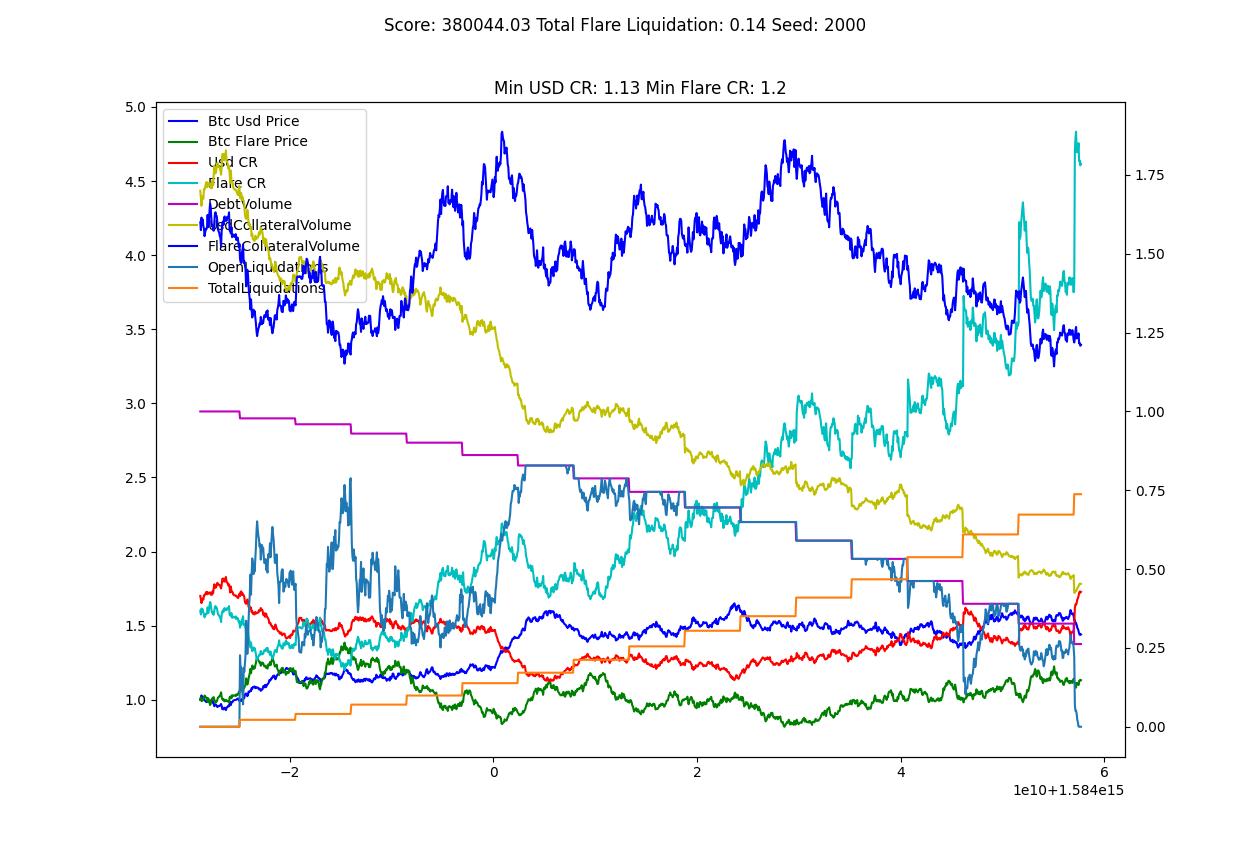 Score: 380044.03 Total Flare Liquidation: 0.14 Seed: 2000
Min USD CR: 1.13 Min Flare CR: 1.2
5.0
4.5
4.0
3.5
3.0
2.5
2.0
1.5
1.0
Btc Usd Price
Btc Flare Price
Usd CR
Flare CR
DebtVolume
UsdCollateralVolume
FlareCollateralVolume
OpenLiquidations
TotalLiquidations
1.75
1.50
1.25
1.00
0.75
0.50
0.25
0.00
−2 0 2 4 6
1e10+1.584e15